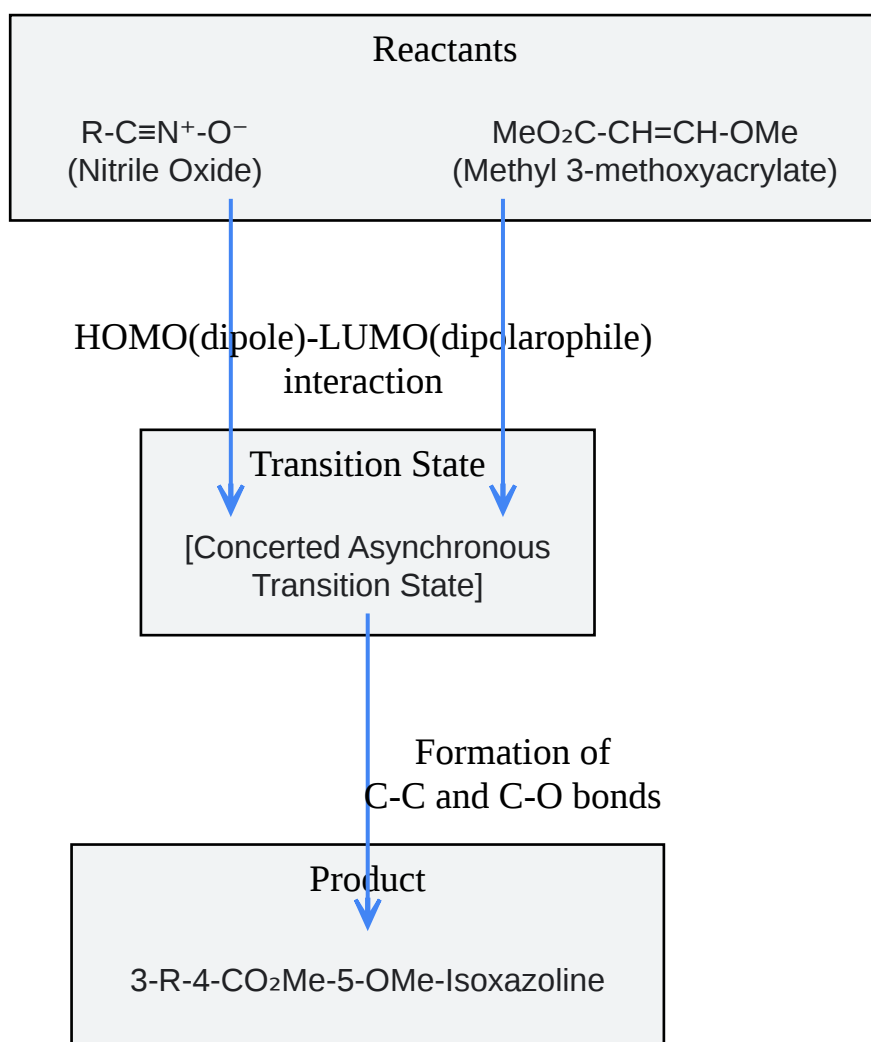 Reactants
R-C≡N⁺-O⁻
(Nitrile Oxide)
MeO₂C-CH=CH-OMe
(Methyl 3-methoxyacrylate)
HOMO(dipole)-LUMO(dipolarophile)
interaction
Transition State
[Concerted Asynchronous
Transition State]
Formation of
C-C and C-O bonds
Product
3-R-4-CO₂Me-5-OMe-Isoxazoline